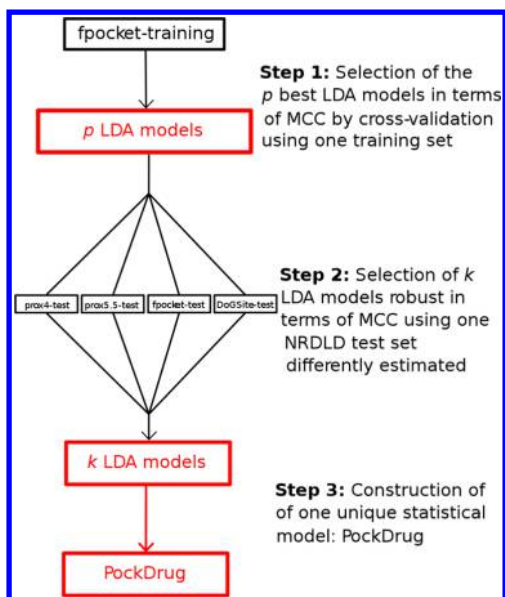 fpocket-training
Step 1: Selection of the
p best LDA models in terms
of MCC by cross-validation
using one training set
p LDA models
prox4-test prox5.5-test fpocket-test DoGSite-test
Step 2: Selection of k
LDA models robust in
terms of MCC using one
NRDLD test set
differently estimated
k LDA models
Step 3: Construction of
of one unique statistical
model: PockDrug
PockDrug